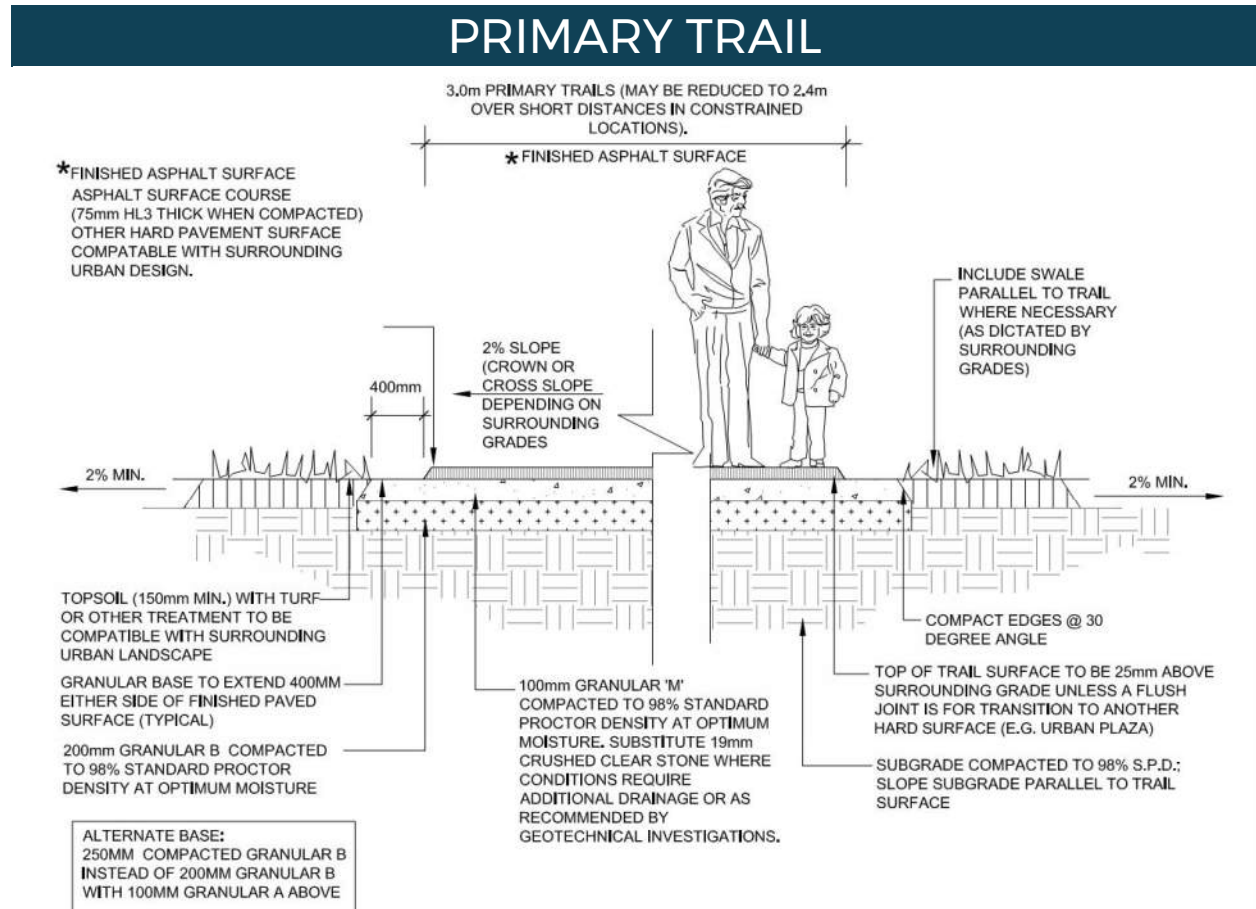 PRIMARY TRAIL
3.0m PRIMARY TRAILS (MAY BE REDUCED TO 2.4m
OVER SHORT DISTANCES IN CONSTRAINED
LOCATIONS).
*FINISHED ASPHALT SURFACE
*FINISHED ASPHALT SURFACE
ASPHALT SURFACE COURSE
(75mm HL3 THICK WHEN COMPACTED)
OTHER HARD PAVEMENT SURFACE
COMPATABLE WITH SURROUNDING
URBAN DESIGN.
INCLUDE SWALE
PARALLEL TO TRAIL
WHERE NECESSARY
(AS DICTATED BY
SURROUNDING
GRADES)
2% SLOPE
(CROWN OR
CROSS SLOPE
DEPENDING ON
SURROUNDING
GRADES
400mm
2% MIN.
2% MIN.
TOPSOIL (150mm MIN.) WITH TURF
OR OTHER TREATMENT TO BE
COMPATIBLE WITH SURROUNDING
URBAN LANDSCAPE
GRANULAR BASE TO EXTEND 400MM
EITHER SIDE OF FINISHED PAVED
SURFACE (TYPICAL)
200mm GRANULAR B COMPACTED
TO 98% STANDARD PROCTOR
DENSITY AT OPTIMUM MOISTURE
100mm GRANULAR 'M'
COMPACTED TO 98% STANDARD
PROCTOR DENSITY AT OPTIMUM
MOISTURE. SUBSTITUTE 19mm
CRUSHED CLEAR STONE WHERE
CONDITIONS REQUIRE
ADDITIONAL DRAINAGE OR AS
RECOMMENDED BY
GEOTECHNICAL INVESTIGATIONS.
COMPACT EDGES @ 30
DEGREE ANGLE
TOP OF TRAIL SURFACE TO BE 25mm ABOVE
SURROUNDING GRADE UNLESS A FLUSH
JOINT IS FOR TRANSITION TO ANOTHER
HARD SURFACE (E.G. URBAN PLAZA)
SUBGRADE COMPACTED TO 98% S.P.D.;
SLOPE SUBGRADE PARALLEL TO TRAIL
SURFACE
ALTERNATE BASE:
250MM COMPACTED GRANULAR B
INSTEAD OF 200MM GRANULAR B
WITH 100MM GRANULAR A ABOVE